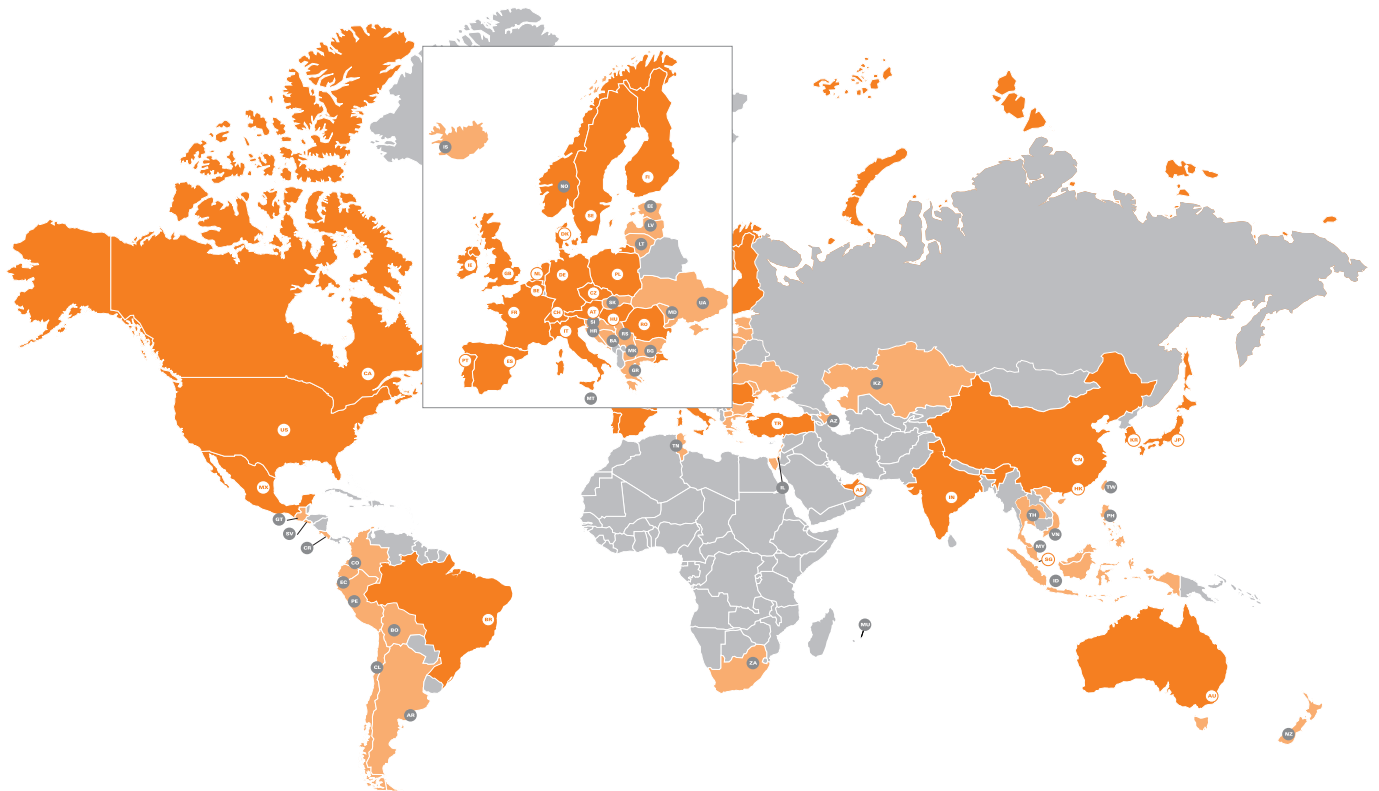 IS
NO
FI
SE
EE
LV
LT
DK
IE
GB
NL
DE
PL
BE
CZ
SK
UA
FR
CH
AT
HU
MD
SI
RO
IT
HR
RS
BA
MK
BG
PT
ES
GR
MT
CA
US
MX
GT
SV
CR
CO
EC
PE
BO
BR
CL
AR
TN
TR
IL
AE
AZ
KZ
IN
CN
KR
JP
HK
TW
TH
PH
VN
MY
SG
ID
MU
ZA
AU
NZ